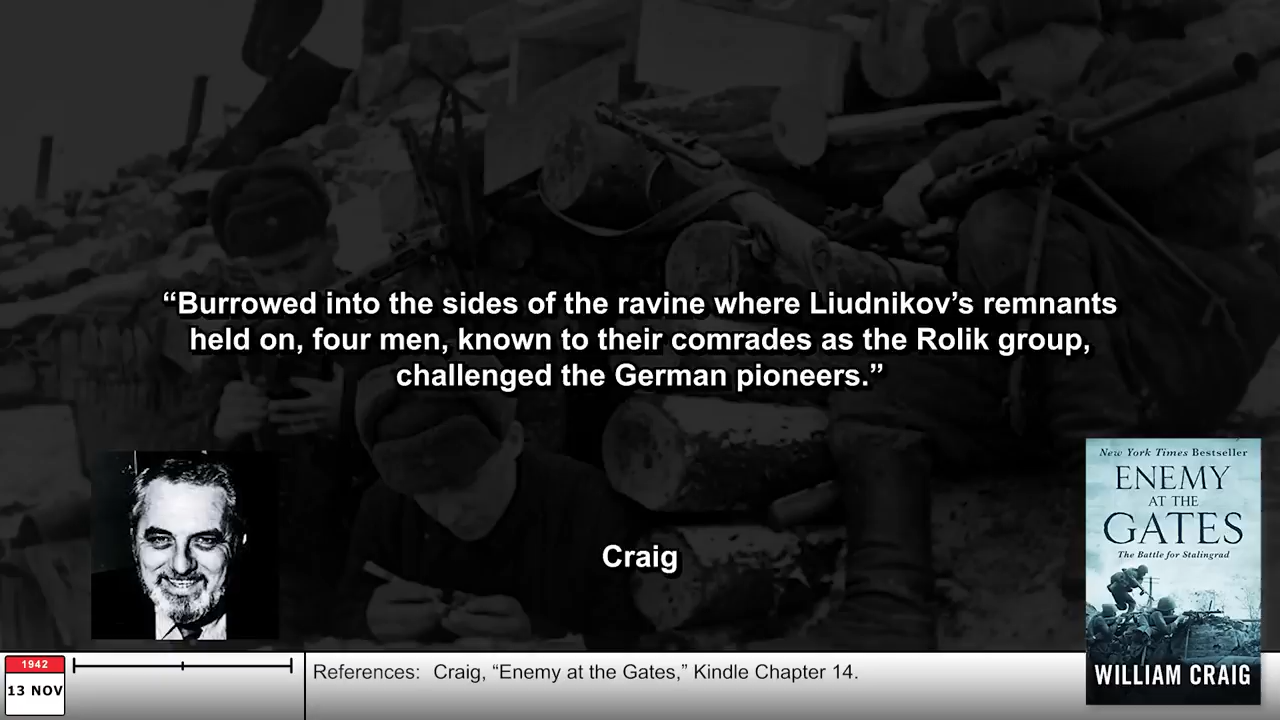 “Burrowed into the sides of the ravine where Liudnikov’s remnants
held on, four men, known to their comrades as the Rolik group,
challenged the German pioneers.”
Craig
New York Times Bestseller
ENEMY
AT THE
GATES
The Battle for Stalingrad
WILLIAM CRAIG
1942
13 NOV
References: Craig, “Enemy at the Gates,” Kindle Chapter 14.